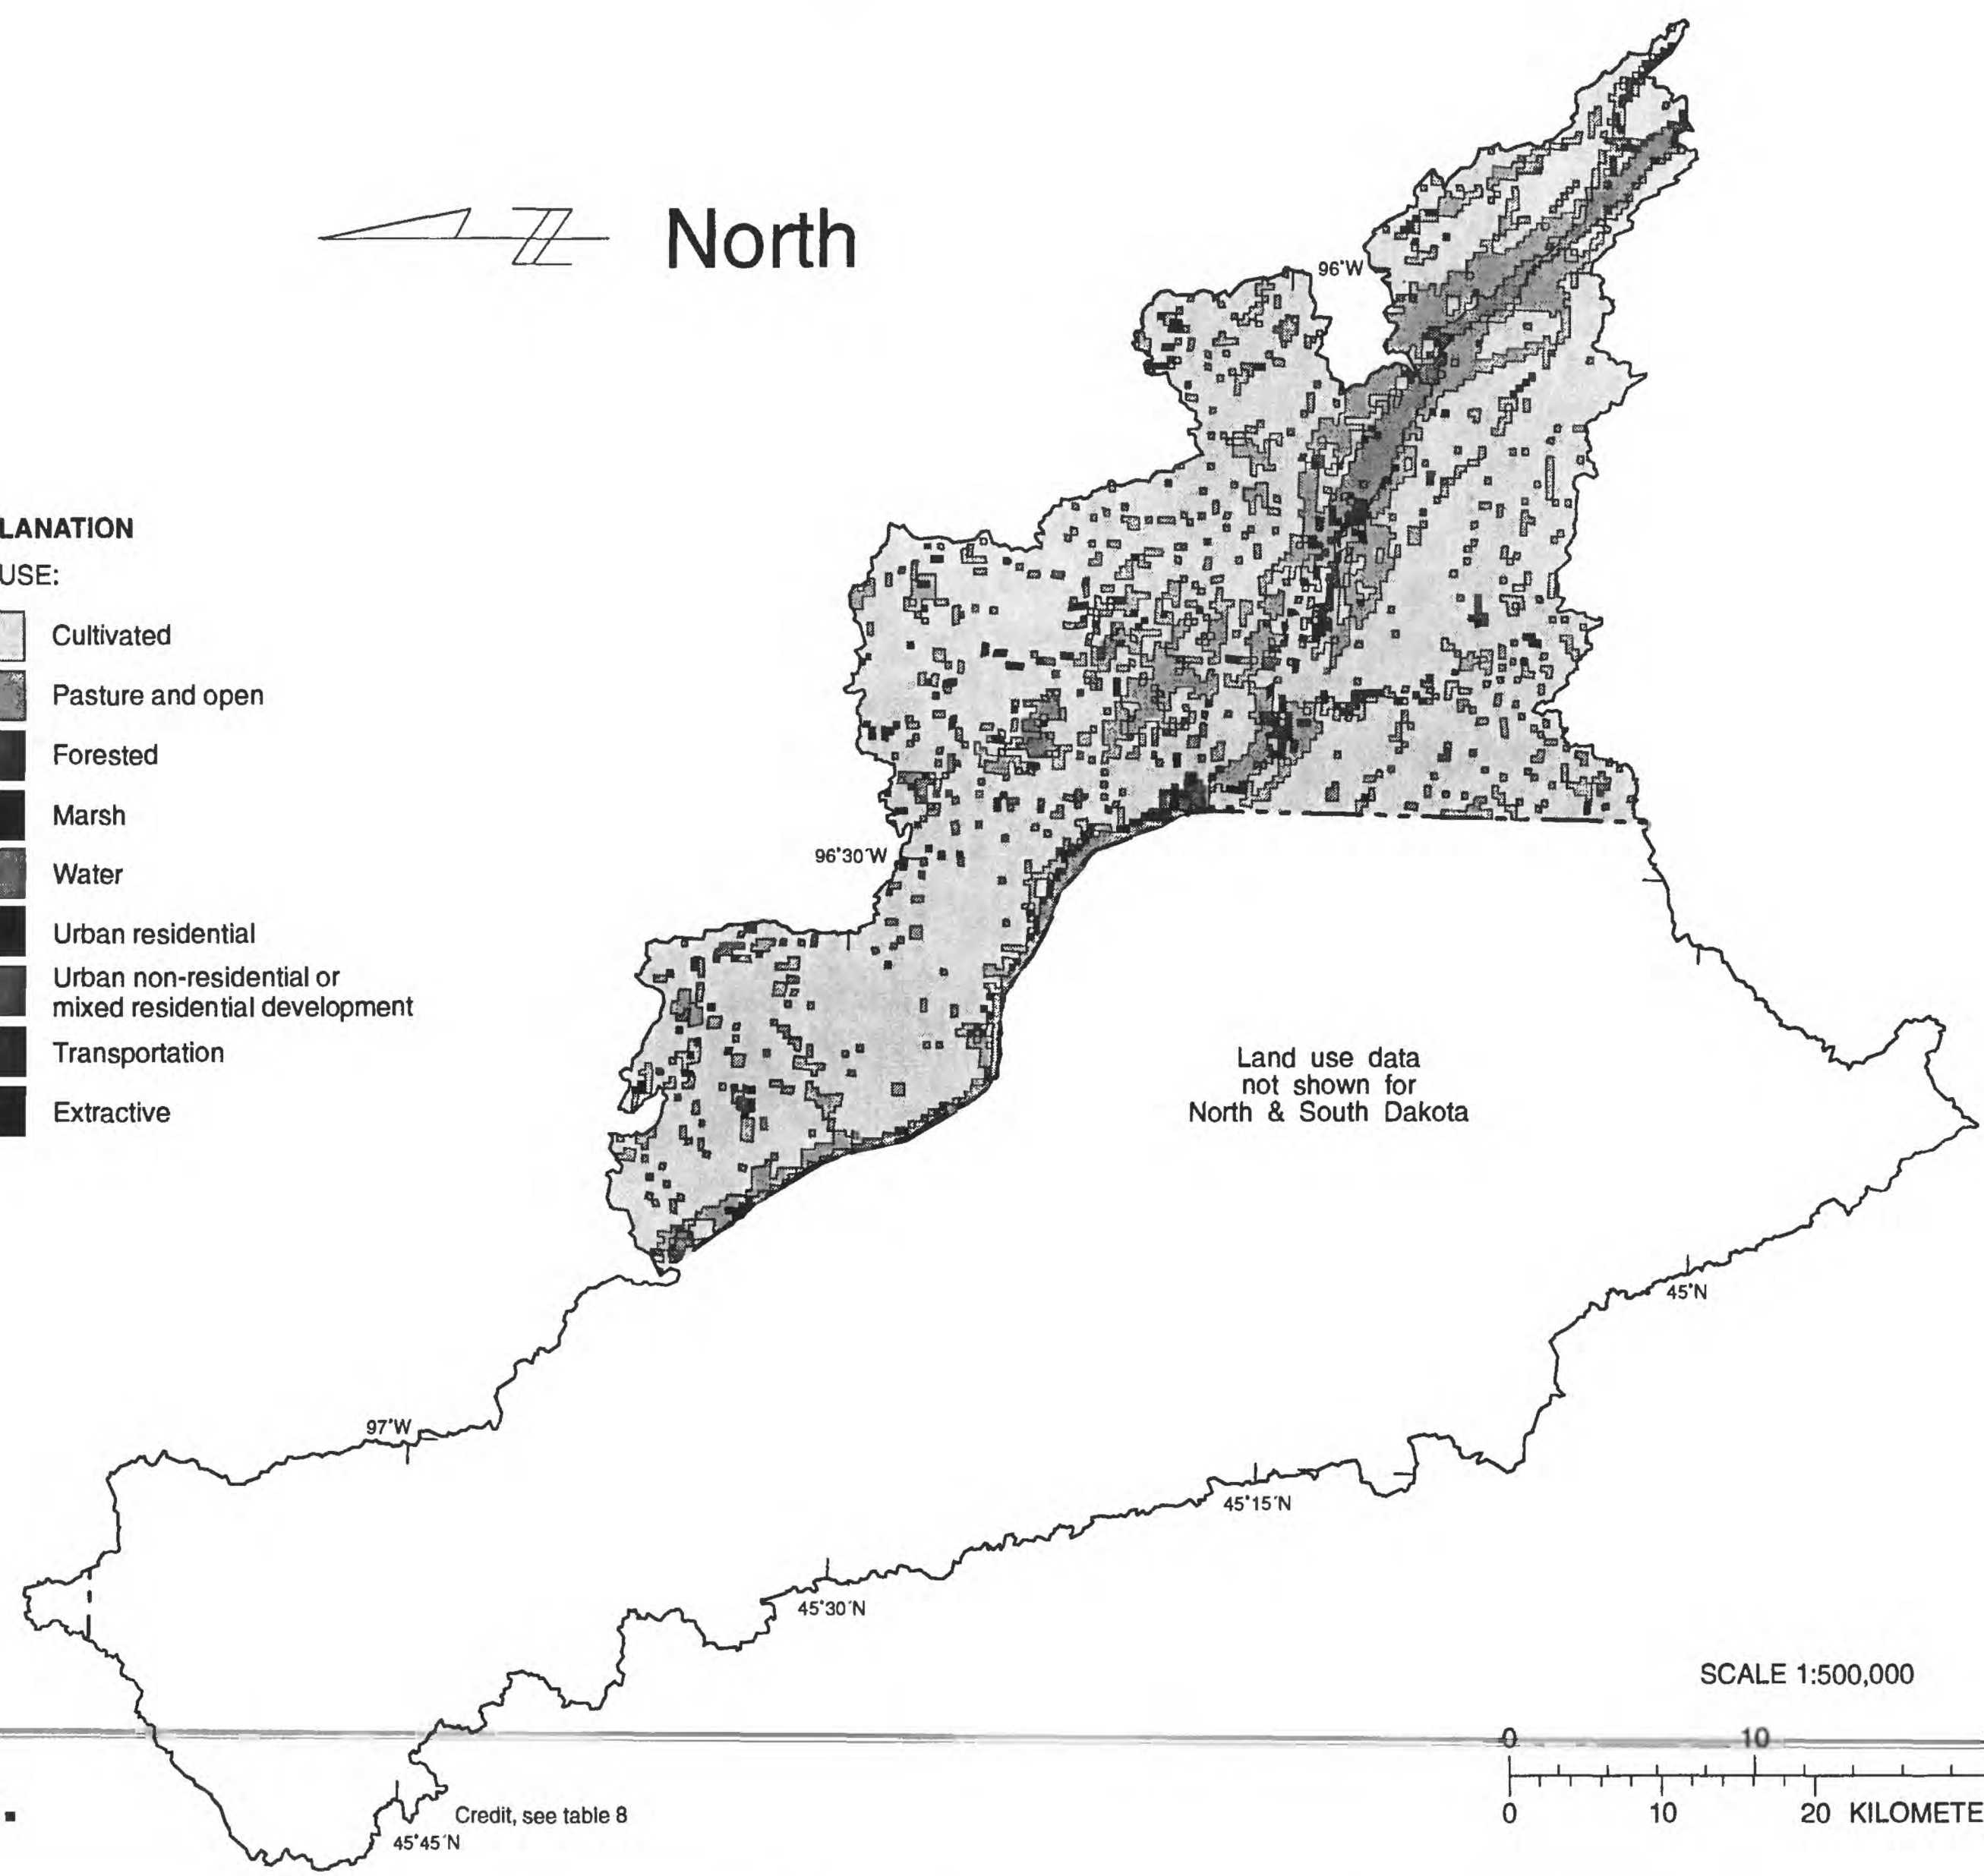 North
96°W
LANATION
USE:
Cultivated
Pasture and open
Forested
Marsh
Water
Urban residential
Urban non-residential or
mixed residential development
Transportation
Extractive
96°30´W
Land use data
not shown for
North & South Dakota
45°N
97°W
45°15´N
45°30´N
SCALE 1:500,000
0 10
0 10 20 KILOMETE
Credit, see table 8
45°45´N